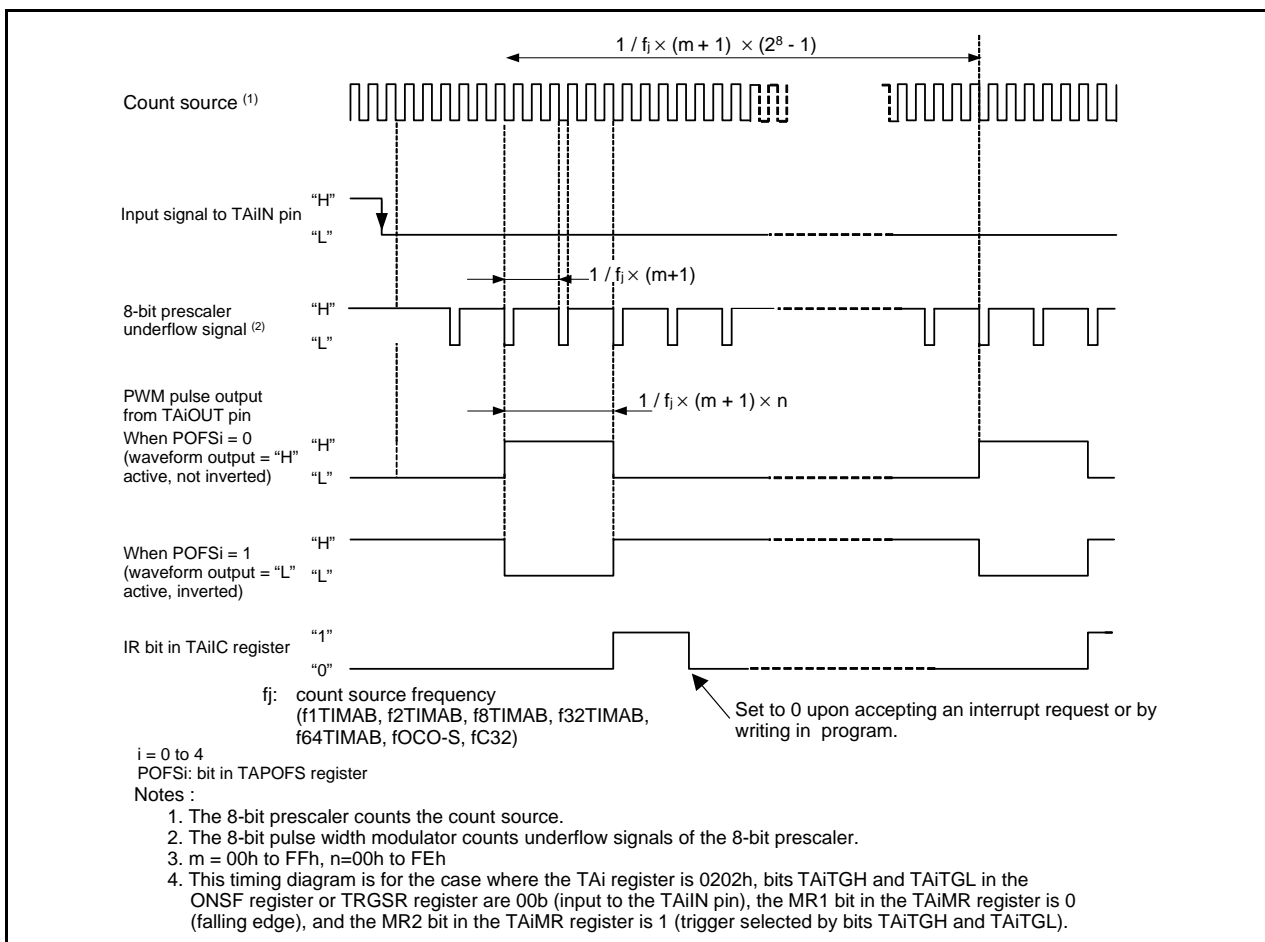 1 / fj × (m + 1) × (2⁸ - 1)
Count source (1)
Input signal to TAiIN pin
“H”
“L”
1 / fj × (m+1)
8-bit prescaler
underflow signal (2)
“H”
“L”
PWM pulse output
from TAiOUT pin
1 / fj × (m + 1) × n
When POFSi = 0
(waveform output = “H”
active, not inverted)
“H”
“L”
When POFSi = 1
(waveform output = “L”
active, inverted)
“H”
“L”
IR bit in TAiIC register
“1”
“0”
fj: count source frequency
(f1TIMAB, f2TIMAB, f8TIMAB, f32TIMAB,
f64TIMAB, fOCO-S, fC32)
Set to 0 upon accepting an interrupt request or by
writing in program.
i = 0 to 4
POFSi: bit in TAPOFS register
Notes :
1. The 8-bit prescaler counts the count source.
2. The 8-bit pulse width modulator counts underflow signals of the 8-bit prescaler.
3. m = 00h to FFh, n=00h to FEh
4. This timing diagram is for the case where the TAi register is 0202h, bits TAiTGH and TAiTGL in the
ONSF register or TRGSR register are 00b (input to the TAiIN pin), the MR1 bit in the TAiMR register is 0
(falling edge), and the MR2 bit in the TAiMR register is 1 (trigger selected by bits TAiTGH and TAiTGL).